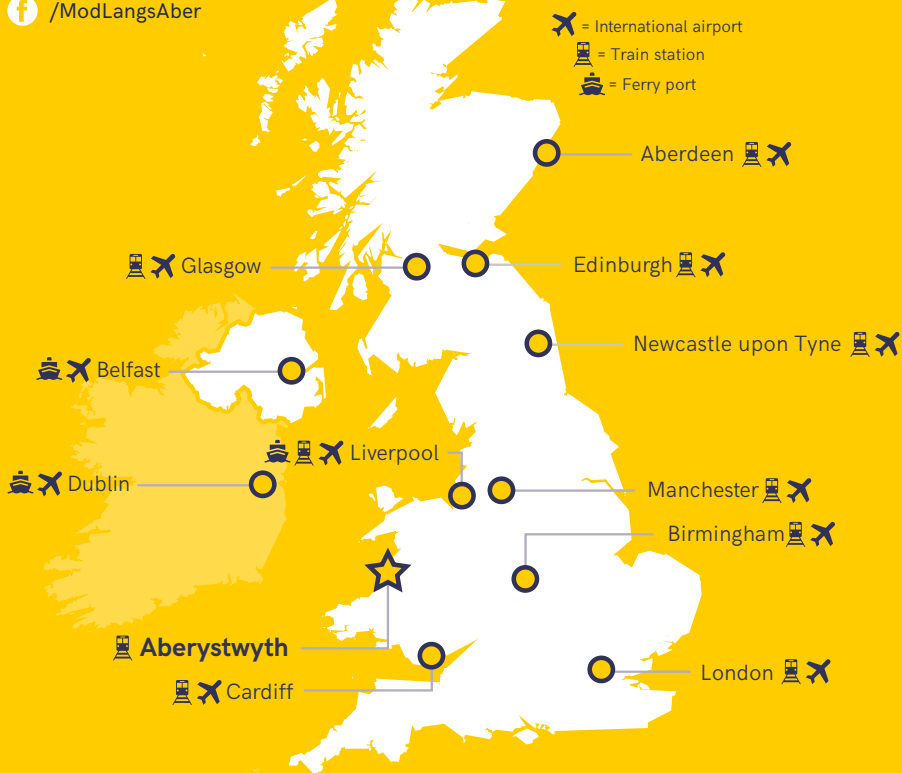 /ModLangsAber
= International airport
= Train station
= Ferry port
Aberdeen
Glasgow
Edinburgh
Newcastle upon Tyne
Belfast
Liverpool
Dublin
Manchester
Birmingham
Aberystwyth
London
Cardiff